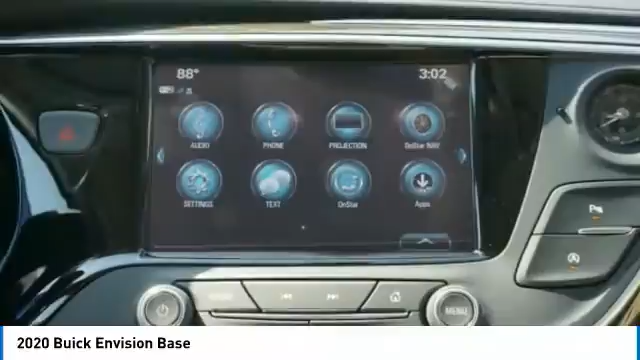 88° 3:02
AUDIO PHONE PROJECTION OnStar NAV
SETTINGS TEXT OnStar Apps
MENU
2020 Buick Envision Base